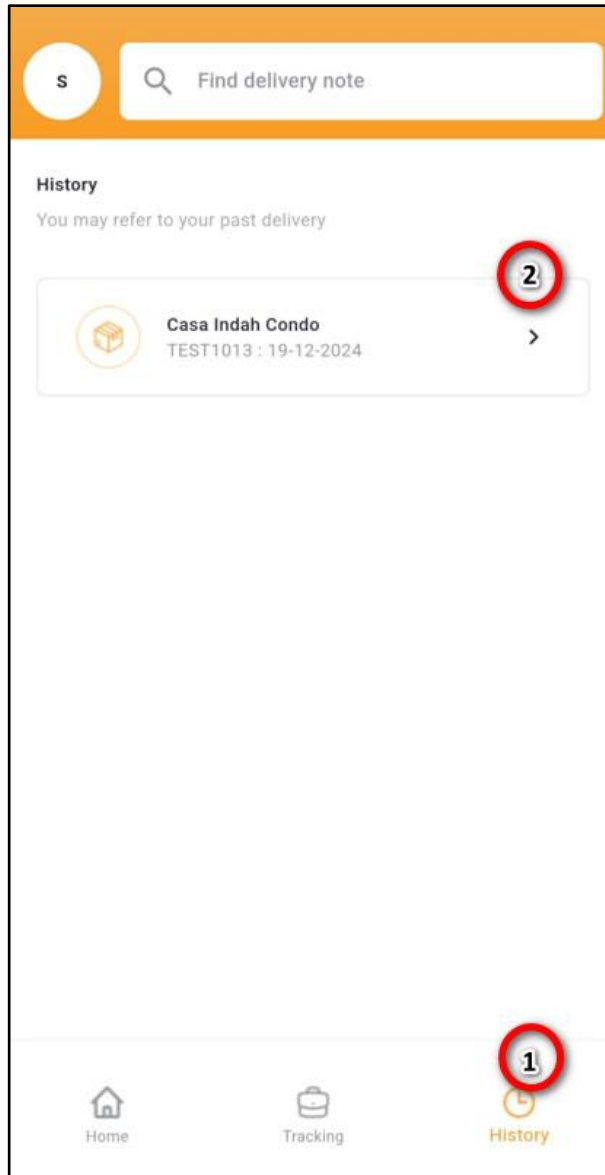 S
Find delivery note
History
You may refer to your past delivery
2
Casa Indah Condo
TEST1013 : 19-12-2024
1
Home
Tracking
History